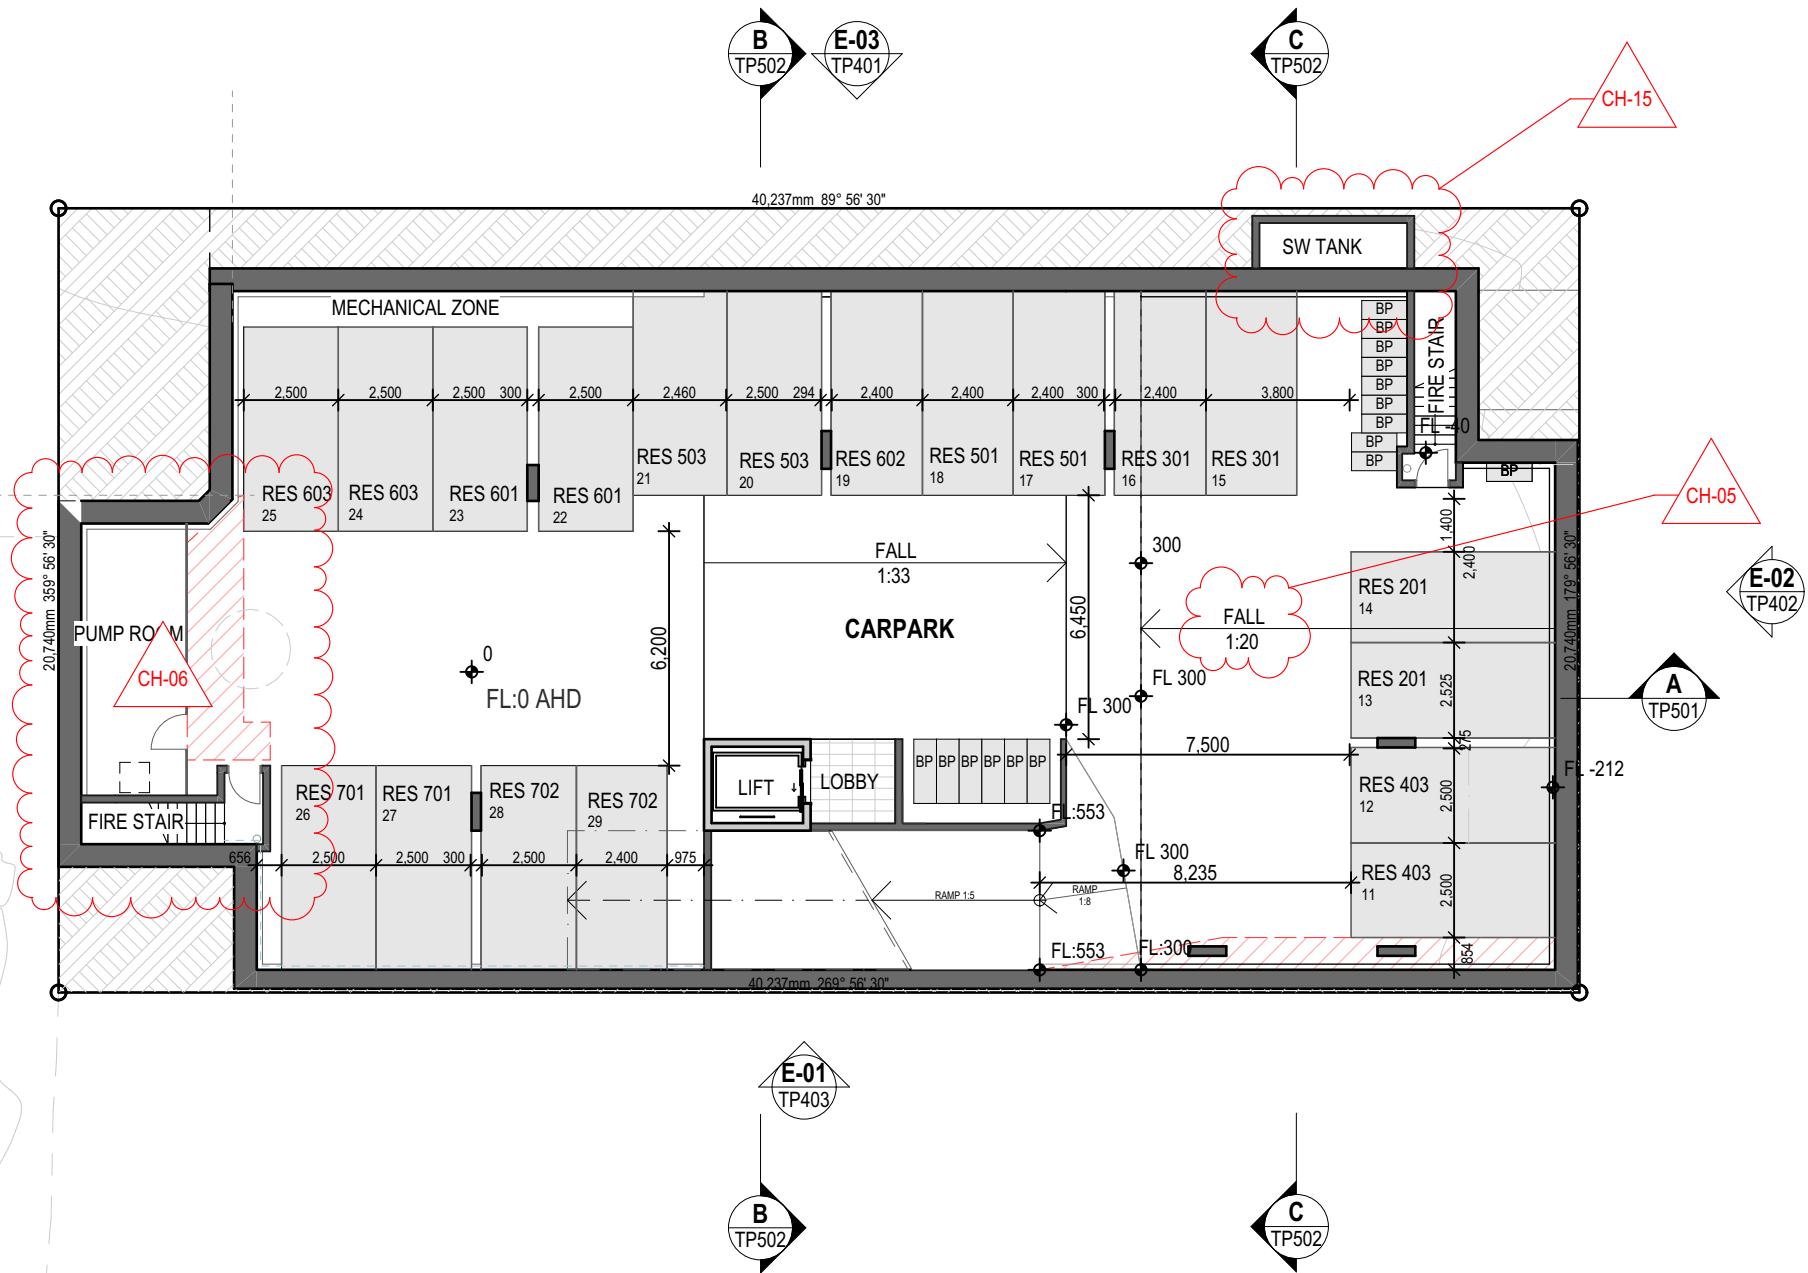 B
TP502
E-03
TP401
C
TP502
CH-15
40,237mm 89° 56' 30"
SW TANK
MECHANICAL ZONE
BP
BP
BP
BP
BP
BP
BP
BP
BP
BP
FIRE STAIR
FL -40
2,500
2,500
2,500
300
2,500
2,460
2,500
294
2,400
2,400
2,400
300
2,400
3,800
RES 603
25
RES 603
24
RES 601
23
RES 601
22
RES 503
21
RES 503
20
RES 602
19
RES 501
18
RES 501
17
RES 301
16
RES 301
15
CH-05
1,400
2,400
20,740mm 359° 56' 30"
20,740mm 179° 56' 30"
FALL
1:33
300
6,450
6,200
CARPARK
FALL
1:20
RES 201
14
E-02
TP402
PUMP ROOM
CH-06
0
FL:0 AHD
FL 300
FL 300
RES 201
13
2,525
A
TP501
275
7,500
FL -212
LIFT
LOBBY
BP
BP
BP
BP
BP
BP
RES 403
12
2,500
FIRE STAIR
RES 701
26
RES 701
27
RES 702
28
RES 702
29
FL:553
FL 300
8,235
656
2,500
2,500
300
2,500
2,400
975
RAMP 1:5
RAMP
1:8
RES 403
11
2,500
FL:553
FL:300
854
40,237mm 269° 56' 30"
E-01
TP403
B
TP502
C
TP502